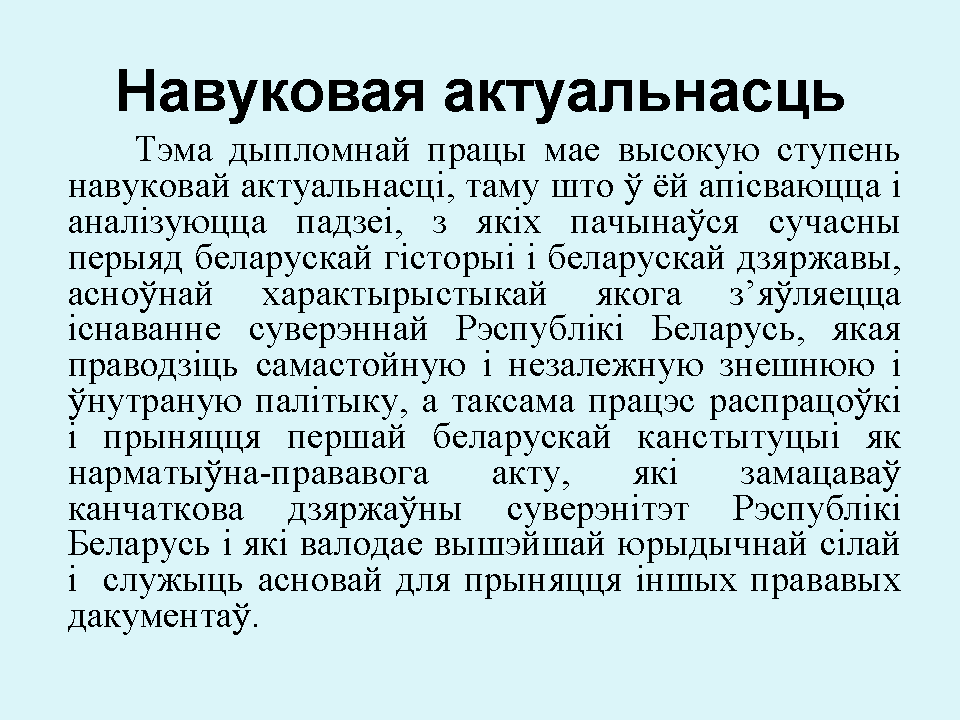 Навуковая актуальнасць
Тэма дыпломнай працы мае высокую ступень
навуковай актуальнасці, таму што ў ёй апісваюцца і
аналізуюцца падзеі, з якіх пачынаўся сучасны
перыяд беларускай гісторыі і беларускай дзяржавы,
асноўнай характырыстыкай якога з’яўляецца
існаванне суверэннай Рэспублікі Беларусь, якая
праводзіць самастойную і незалежную знешнюю і
ўнутраную палітыку, а таксама працэс распрацоўкі
і прыняцця першай беларускай канстытуцыі як
нарматыўна-прававога акту, які замацаваў
канчаткова дзяржаўны суверэнітэт Рэспублікі
Беларусь і які валодае вышэйшай юрыдычнай сілай
і служыць асновай для прыняцця іншых прававых
дакументаў.